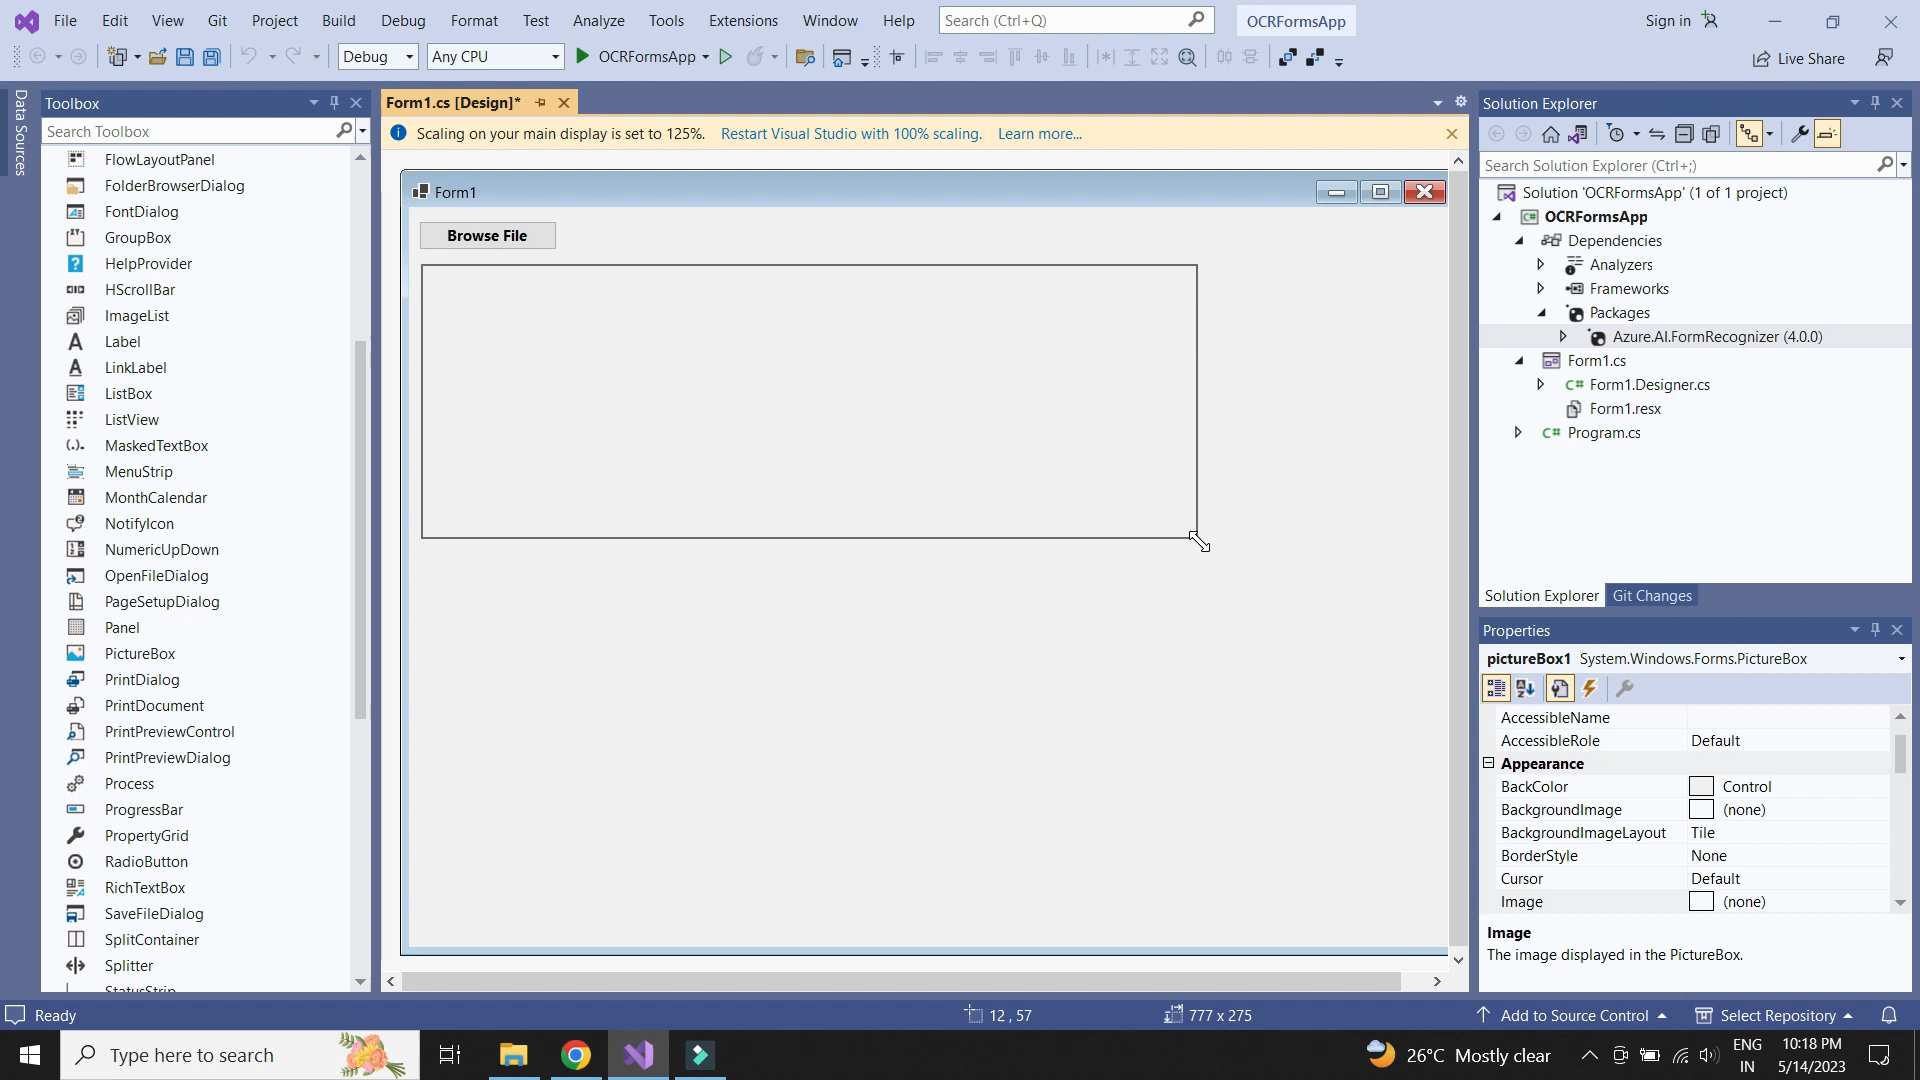 File Edit View Git Project Build Debug Format Test Analyze Tools Extensions Window Help Search (Ctrl+Q) OCRFormsApp Sign in
Debug Any CPU OCRFormsApp Live Share
Data Sources
Toolbox
Search Toolbox
FlowLayoutPanel
FolderBrowserDialog
FontDialog
GroupBox
HelpProvider
HScrollBar
ImageList
Label
LinkLabel
ListBox
ListView
MaskedTextBox
MenuStrip
MonthCalendar
NotifyIcon
NumericUpDown
OpenFileDialog
PageSetupDialog
Panel
PictureBox
PrintDialog
PrintDocument
PrintPreviewControl
PrintPreviewDialog
Process
ProgressBar
PropertyGrid
RadioButton
RichTextBox
SaveFileDialog
SplitContainer
Splitter
StatusStrip
Form1.cs [Design]*
Scaling on your main display is set to 125%. Restart Visual Studio with 100% scaling. Learn more...
Form1
Browse File
Solution Explorer
Search Solution Explorer (Ctrl+;)
Solution 'OCRFormsApp' (1 of 1 project)
OCRFormsApp
Dependencies
Analyzers
Frameworks
Packages
Azure.AI.FormRecognizer (4.0.0)
Form1.cs
C# Form1.Designer.cs
Form1.resx
C# Program.cs
Solution Explorer Git Changes
Properties
pictureBox1 System.Windows.Forms.PictureBox
AccessibleName
AccessibleRole Default
Appearance
BackColor Control
BackgroundImage (none)
BackgroundImageLayout Tile
BorderStyle None
Cursor Default
Image (none)
Image
The image displayed in the PictureBox.
Ready 12 , 57 777 x 275 Add to Source Control Select Repository
Type here to search 26°C Mostly clear ENG IN 10:18 PM 5/14/2023